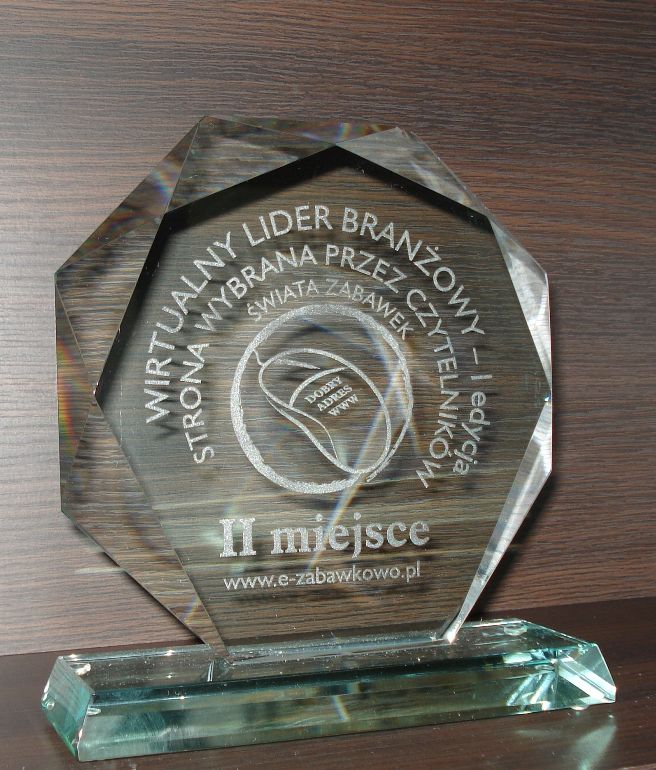 WIRTUALNY LIDER BRANŻOWY – I edycja
STRONA WYBRANA PRZEZ CZYTELNIKÓW
ŚWIATA ZABAWEK
DOBRY
ADRES
WWW
II miejsce
www.e-zabawkowo.pl